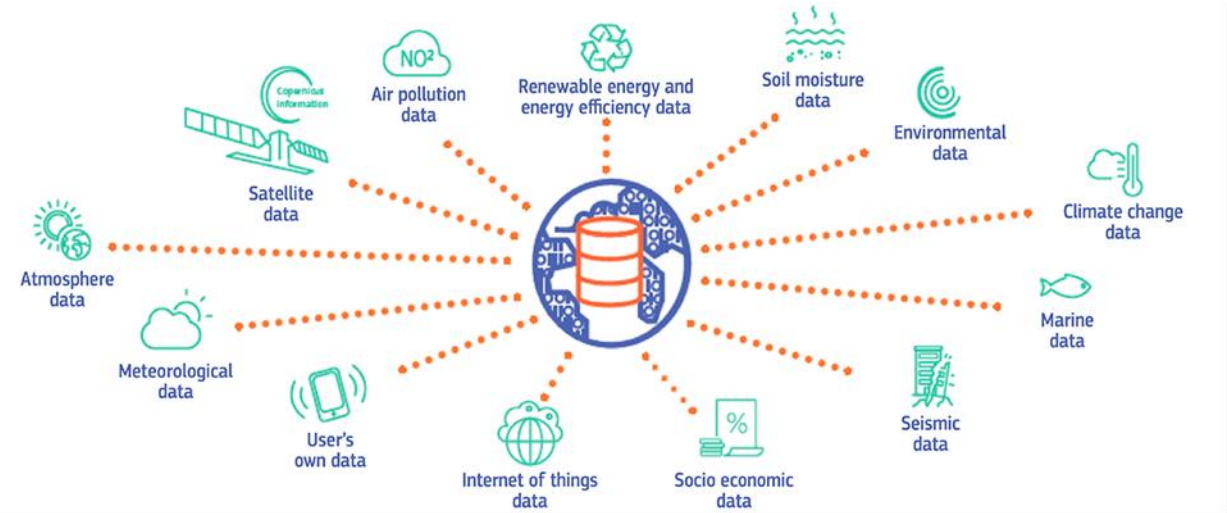 NO²
Air pollution
data
Renewable energy and
energy efficiency data
Soil moisture
data
Copernicus
information
Environmental
data
Satellite
data
Climate change
data
Atmosphere
data
Marine
data
Meteorological
data
%
User's
own data
Seismic
data
Internet of things
data
Socio economic
data